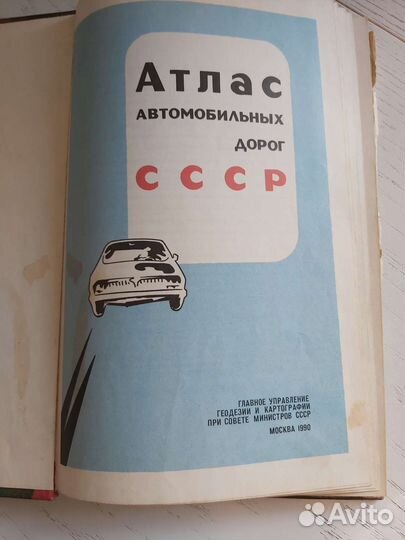 Атлас
АВТОМОБИЛЬНЫХ
ДОРОГ
СССР
ГЛАВНОЕ УПРАВЛЕНИЕ
ГЕОДЕЗИИ И КАРТОГРАФИИ
ПРИ СОВЕТЕ МИНИСТРОВ СССР
МОСКВА 1990
Avito